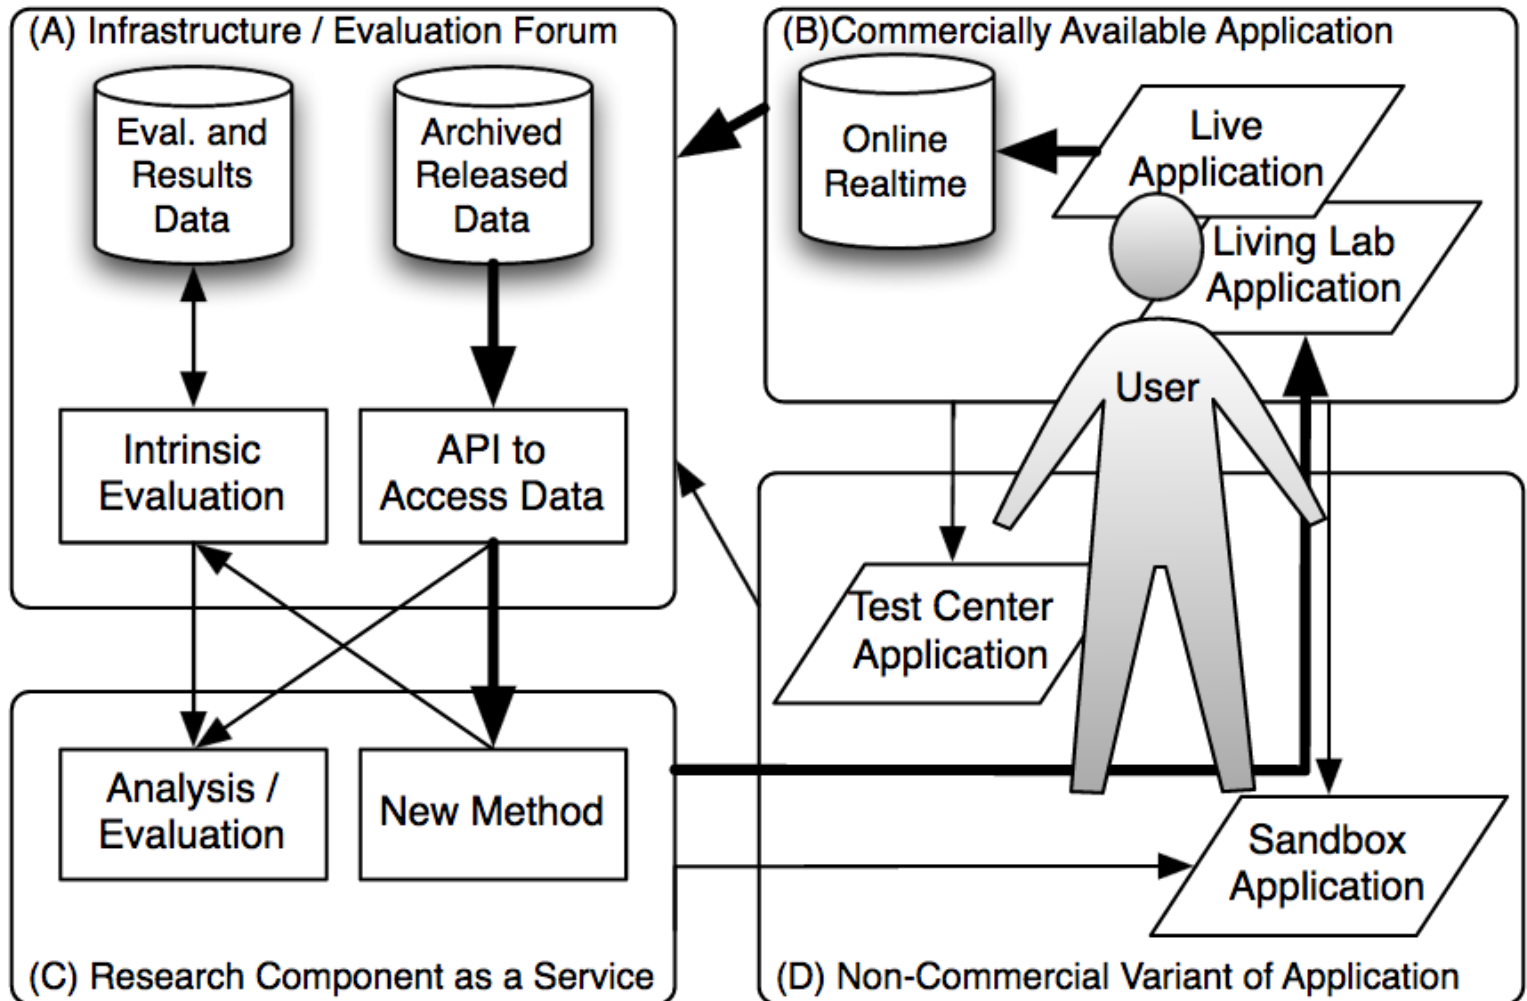 (A) Infrastructure / Evaluation Forum
Eval. and
Results
Data
Archived
Released
Data
Intrinsic
Evaluation
API to
Access Data
(B)Commercially Available Application
Online
Realtime
Live
Application
Living Lab
Application
User
Test Center
Application
Analysis /
Evaluation
New Method
(C) Research Component as a Service
Sandbox
Application
(D) Non-Commercial Variant of Application